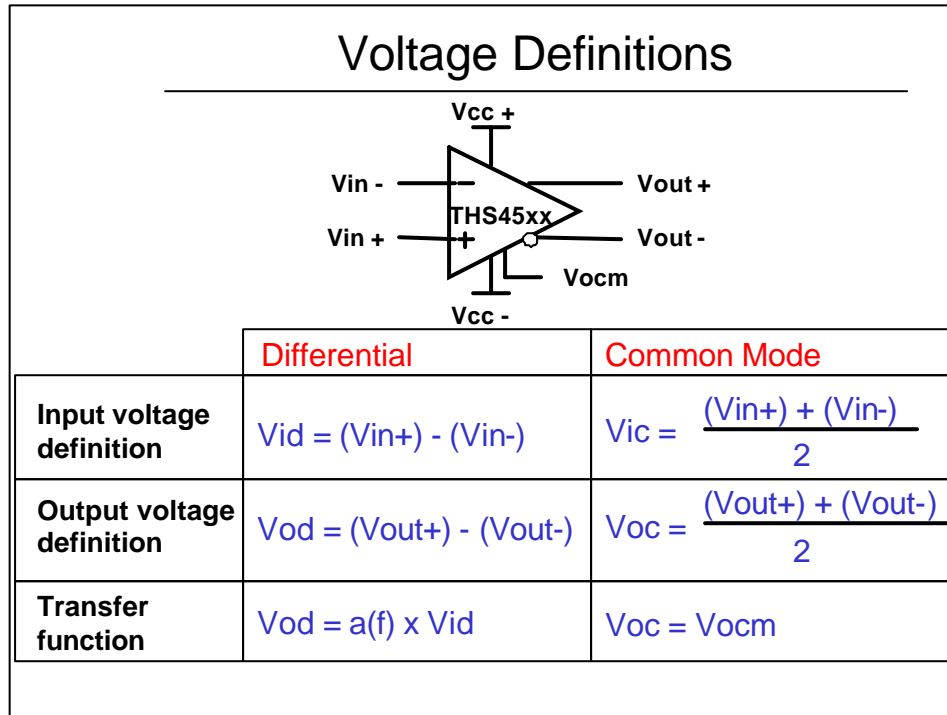 Voltage Definitions
Vcc +
Vin -
Vout +
THS45xx
Vin +
Vout -
Vocm
Vcc -
Differential
Common Mode
Input voltage
definition
Vid = (Vin+) - (Vin-)
Vic = (Vin+) + (Vin-)
2
Output voltage
definition
Vod = (Vout+) - (Vout-)
Voc = (Vout+) + (Vout-)
2
Transfer
function
Vod = a(f) x Vid
Voc = Vocm